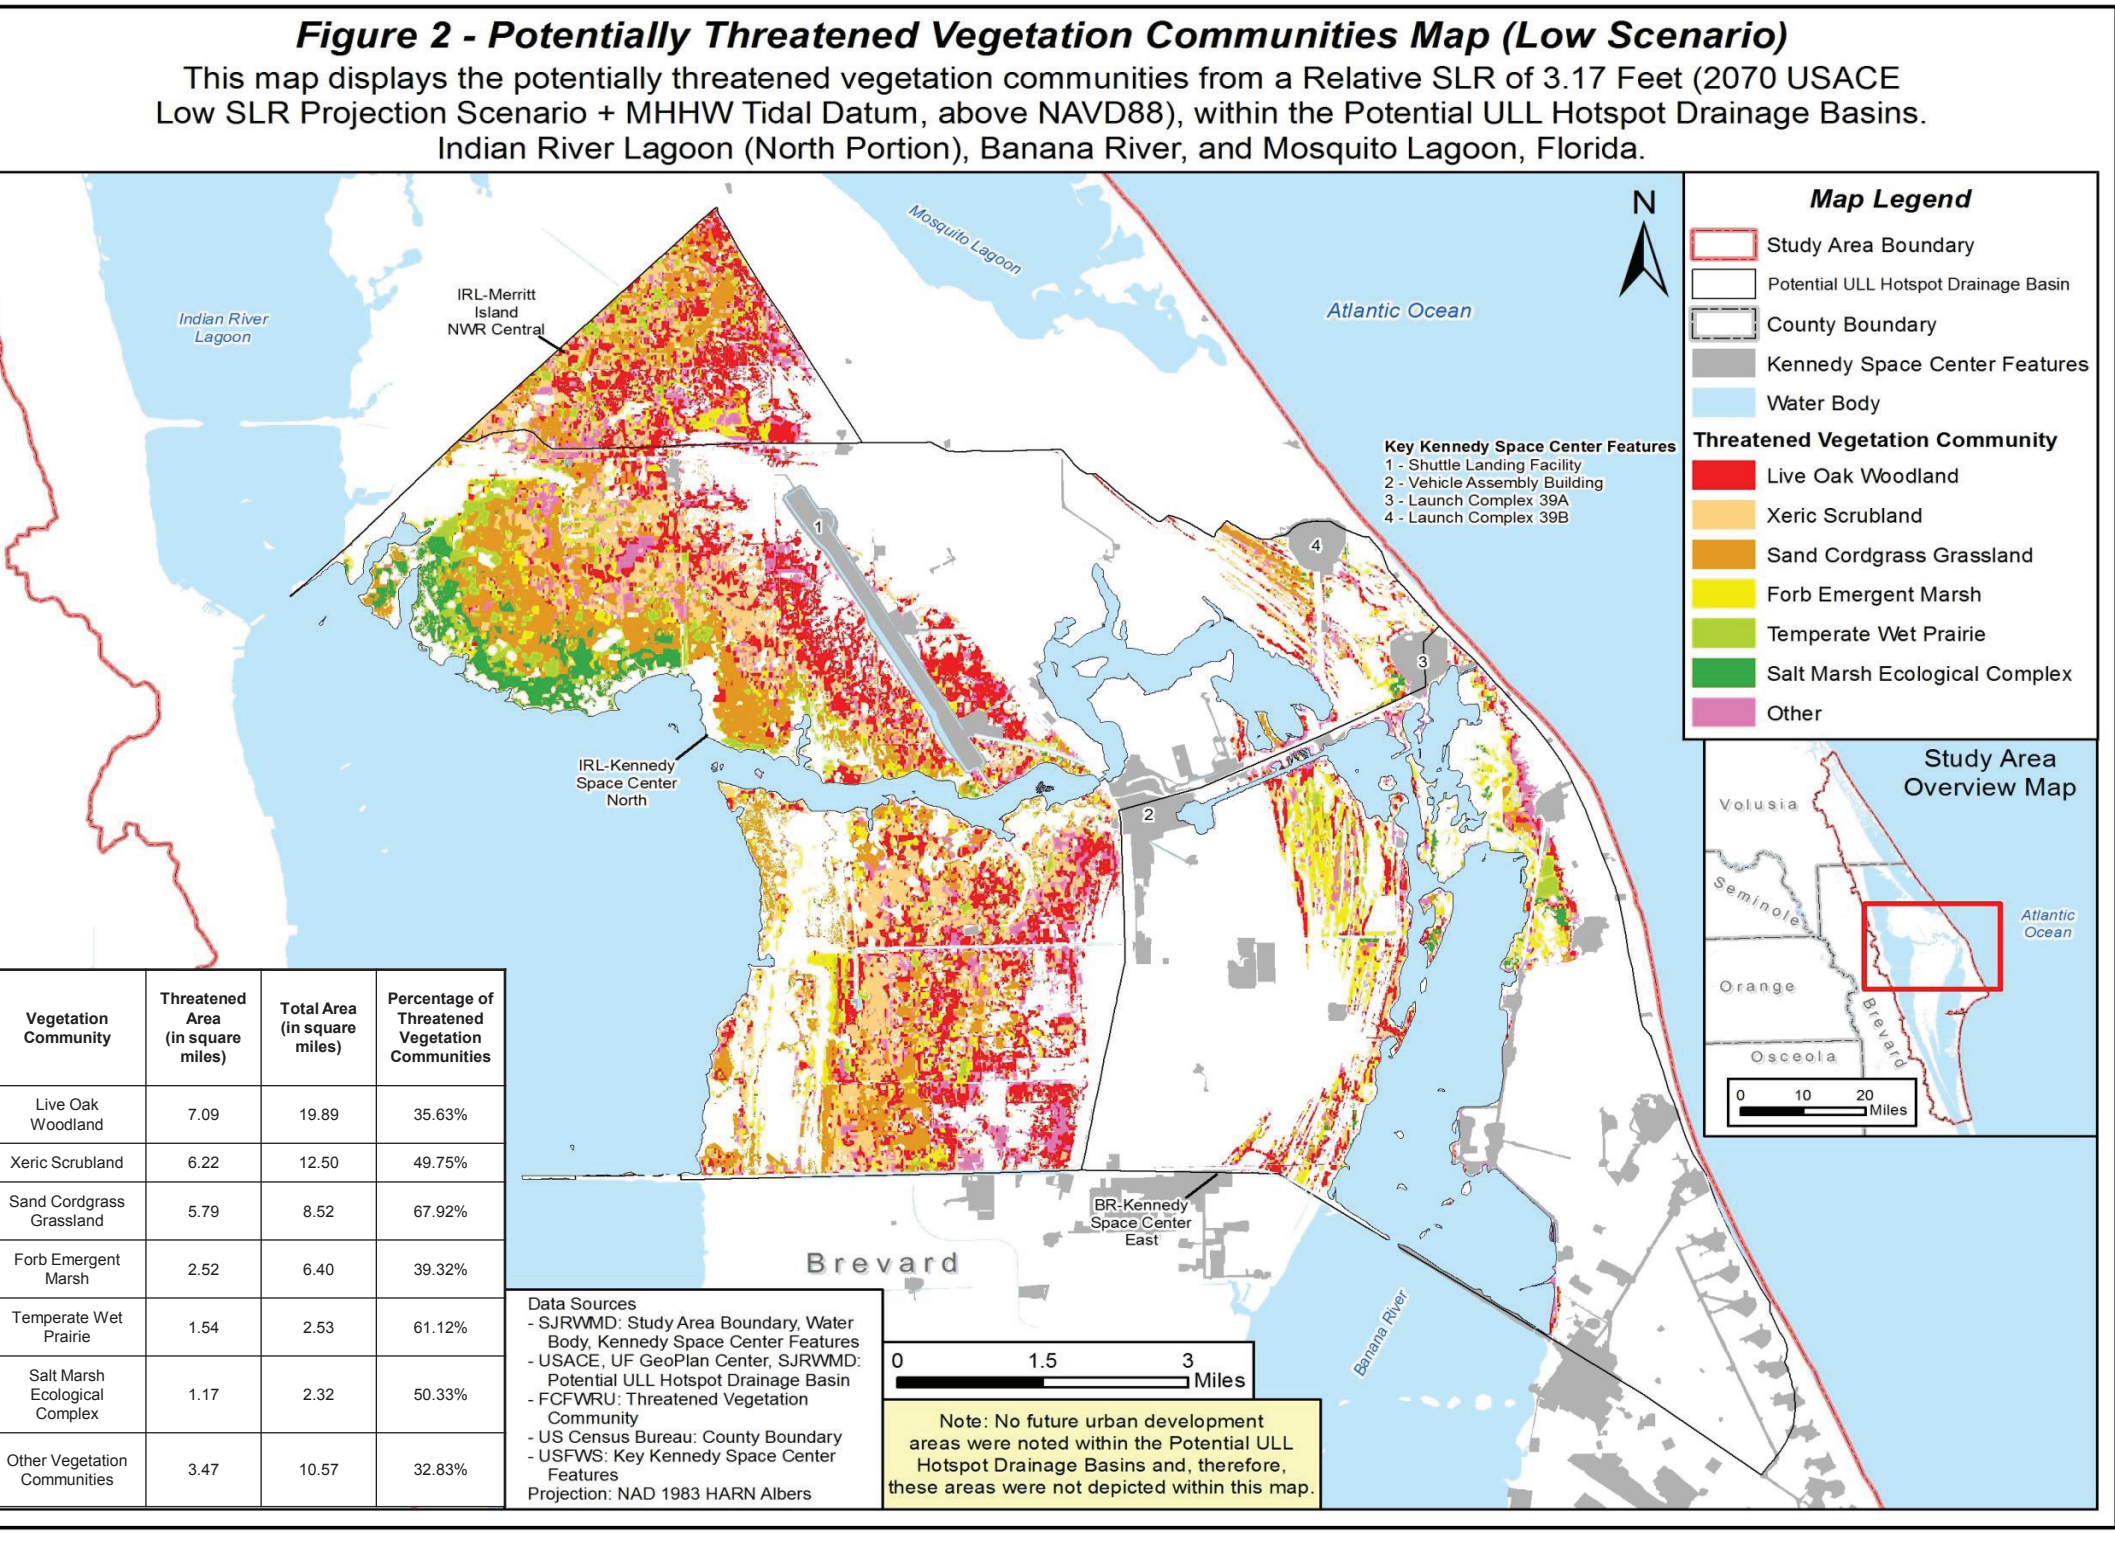 Figure 2 - Potentially Threatened Vegetation Communities Map (Low Scenario)
This map displays the potentially threatened vegetation communities from a Relative SLR of 3.17 Feet (2070 USACE
Low SLR Projection Scenario + MHHW Tidal Datum, above NAVD88), within the Potential ULL Hotspot Drainage Basins.
Indian River Lagoon (North Portion), Banana River, and Mosquito Lagoon, Florida.
Mosquito Lagoon
Indian River
Lagoon
IRL-Merritt
Island
NWR Central
Atlantic Ocean
N
Key Kennedy Space Center Features
1 - Shuttle Landing Facility
2 - Vehicle Assembly Building
3 - Launch Complex 39A
4 - Launch Complex 39B
1
4
3
2
IRL-Kennedy
Space Center
North
BR-Kennedy
Space Center
East
Brevard
Banana River
Map Legend
Study Area Boundary
Potential ULL Hotspot Drainage Basin
County Boundary
Kennedy Space Center Features
Water Body
Threatened Vegetation Community
Live Oak Woodland
Xeric Scrubland
Sand Cordgrass Grassland
Forb Emergent Marsh
Temperate Wet Prairie
Salt Marsh Ecological Complex
Other
Study Area
Overview Map
Volusia
Seminole
Orange
Brevard
Osceola
Atlantic
Ocean
0 10 20
Miles
Vegetation
Community
Threatened
Area
(in square
miles)
Total Area
(in square
miles)
Percentage of
Threatened
Vegetation
Communities
Live Oak
Woodland
7.09 19.89 35.63%
Xeric Scrubland 6.22 12.50 49.75%
Sand Cordgrass
Grassland
5.79 8.52 67.92%
Forb Emergent
Marsh
2.52 6.40 39.32%
Temperate Wet
Prairie
1.54 2.53 61.12%
Salt Marsh
Ecological
Complex
1.17 2.32 50.33%
Other Vegetation
Communities
3.47 10.57 32.83%
Data Sources
- SJRWMD: Study Area Boundary, Water
Body, Kennedy Space Center Features
- USACE, UF GeoPlan Center, SJRWMD:
Potential ULL Hotspot Drainage Basin
- FCFWRU: Threatened Vegetation
Community
- US Census Bureau: County Boundary
- USFWS: Key Kennedy Space Center
Features
Projection: NAD 1983 HARN Albers
0 1.5 3
Miles
Note: No future urban development
areas were noted within the Potential ULL
Hotspot Drainage Basins and, therefore,
these areas were not depicted within this map.